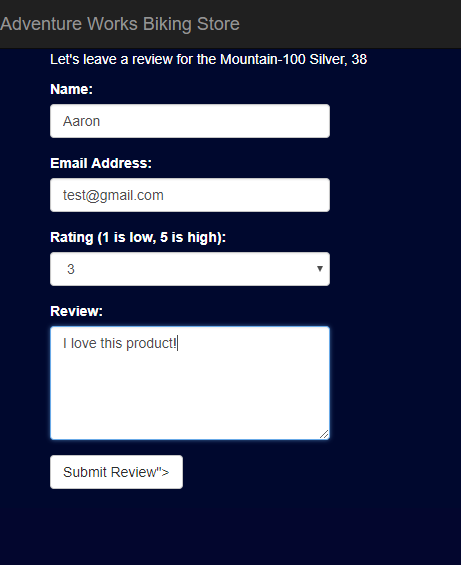 Adventure Works Biking Store
Let's leave a review for the Mountain-100 Silver, 38
Name:
Aaron
Email Address:
test@gmail.com
Rating (1 is low, 5 is high):
3
Review:
I love this product!
Submit Review">